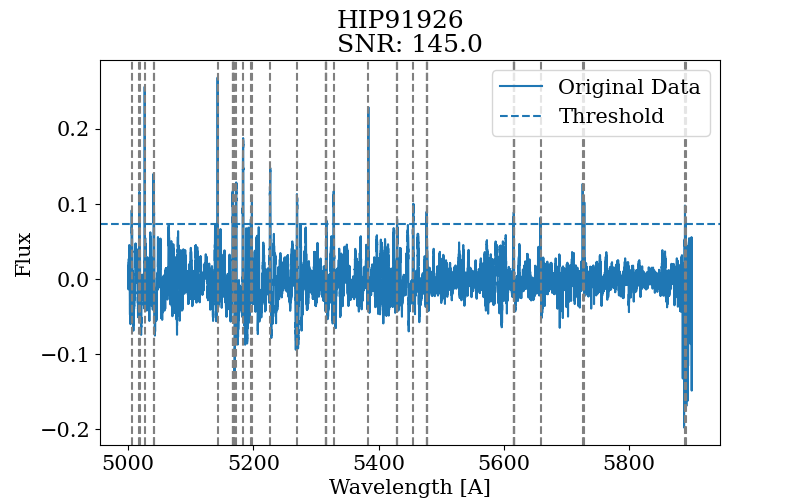 HIP91926
SNR: 145.0
Original Data
Threshold
Flux
0.2
0.1
0.0
−0.1
−0.2
5000 5200 5400 5600 5800
Wavelength [A]